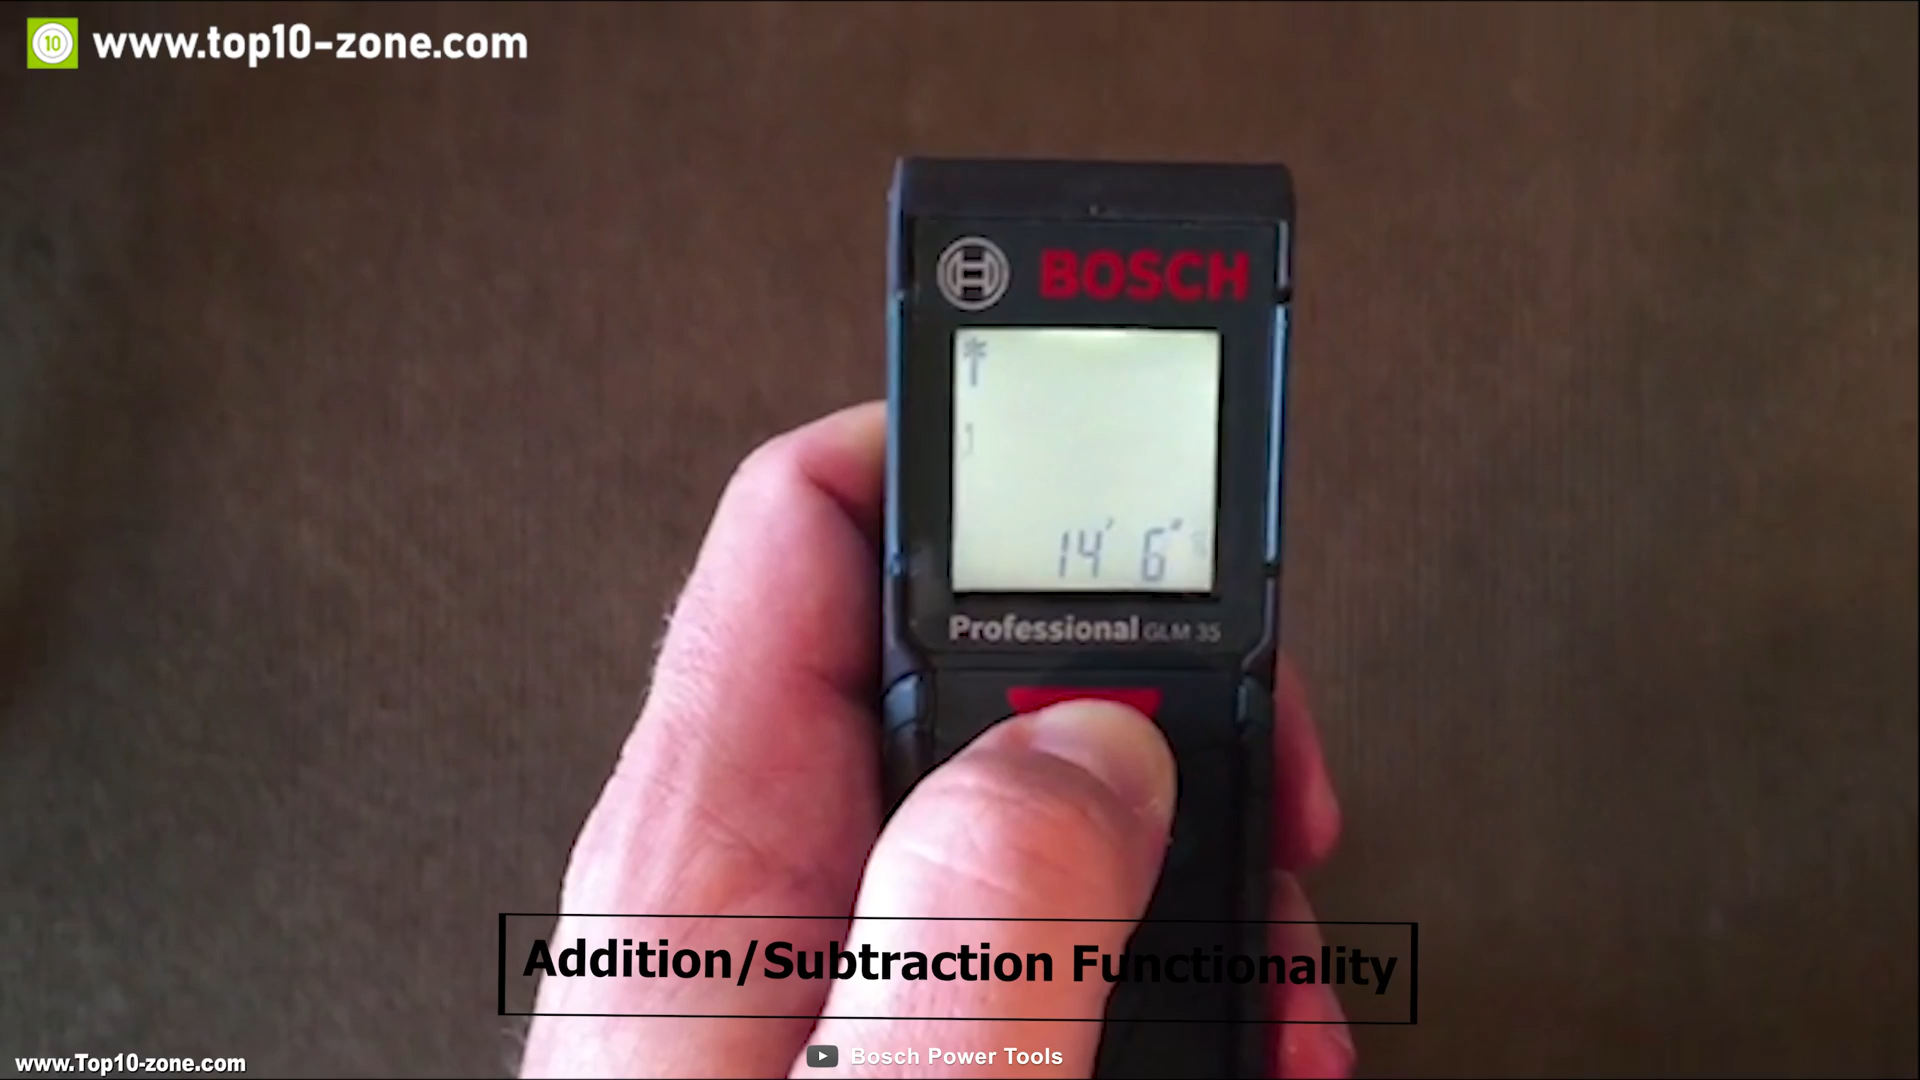 www.top10-zone.com
BOSCH
14' 6"
Professional GLM 35
Addition/Subtraction Functionality
Bosch Power Tools
www.Top10-zone.com